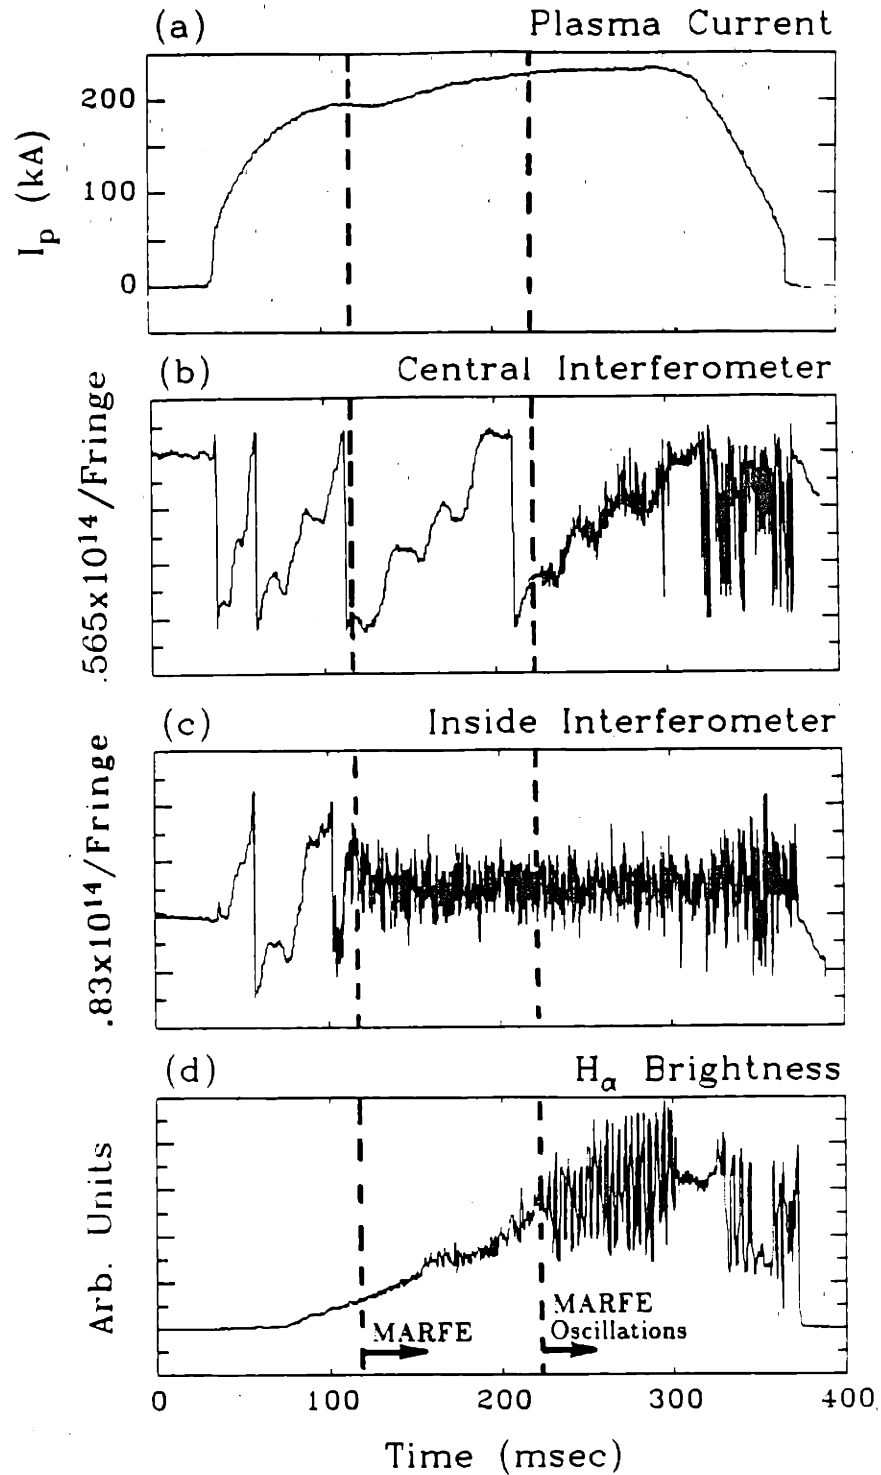 (a) Plasma Current
200
100
0
I_p (kA)
(b) Central Interferometer
.565x10^14/Fringe
(c) Inside Interferometer
.83x10^14/Fringe
(d) H_α Brightness
Arb. Units
MARFE
MARFE
Oscillations
0 100 200 300 400
Time (msec)